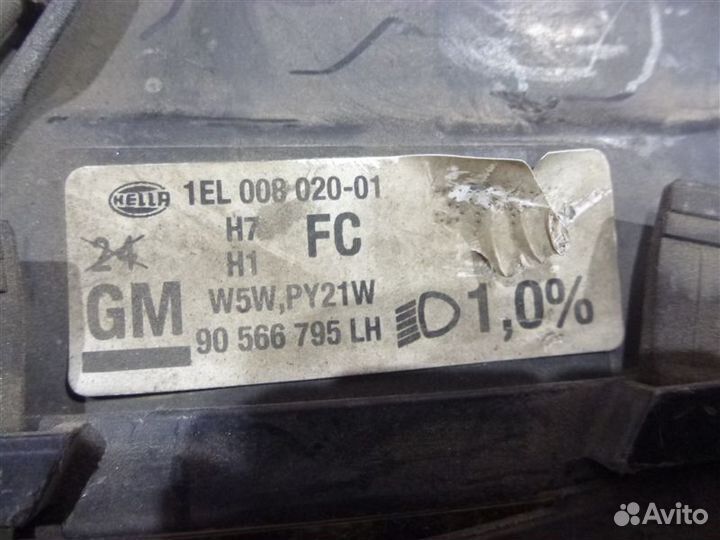 HELLA 1EL 008 020-01
H7 FC
24
H1
GM
W5W,PY21W
90 566 795 LH 1,0%
Avito